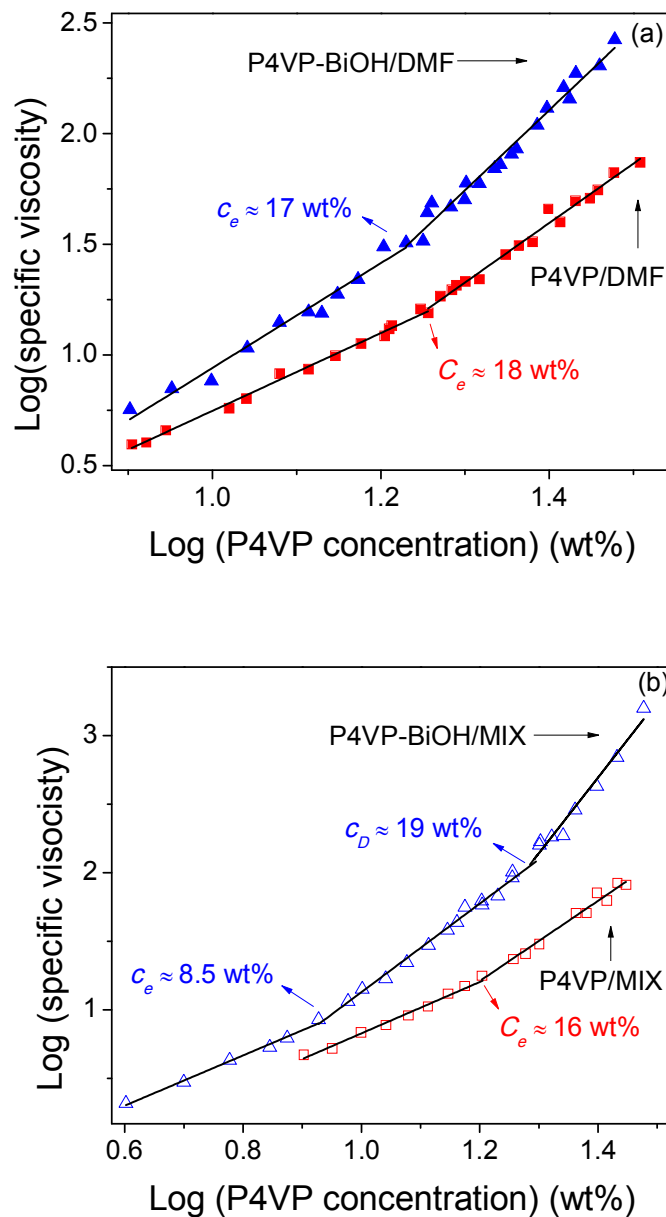 (a)
2.5
2.0
1.5
1.0
0.5
Log(specific viscosity)
P4VP-BiOH/DMF
c_e ≈ 17 wt%
P4VP/DMF
C_e ≈ 18 wt%
1.0 1.2 1.4
Log (P4VP concentration) (wt%)
(b)
3
2
1
Log (specific visocisty)
P4VP-BiOH/MIX
c_D ≈ 19 wt%
c_e ≈ 8.5 wt%
P4VP/MIX
C_e ≈ 16 wt%
0.6 0.8 1.0 1.2 1.4
Log (P4VP concentration) (wt%)